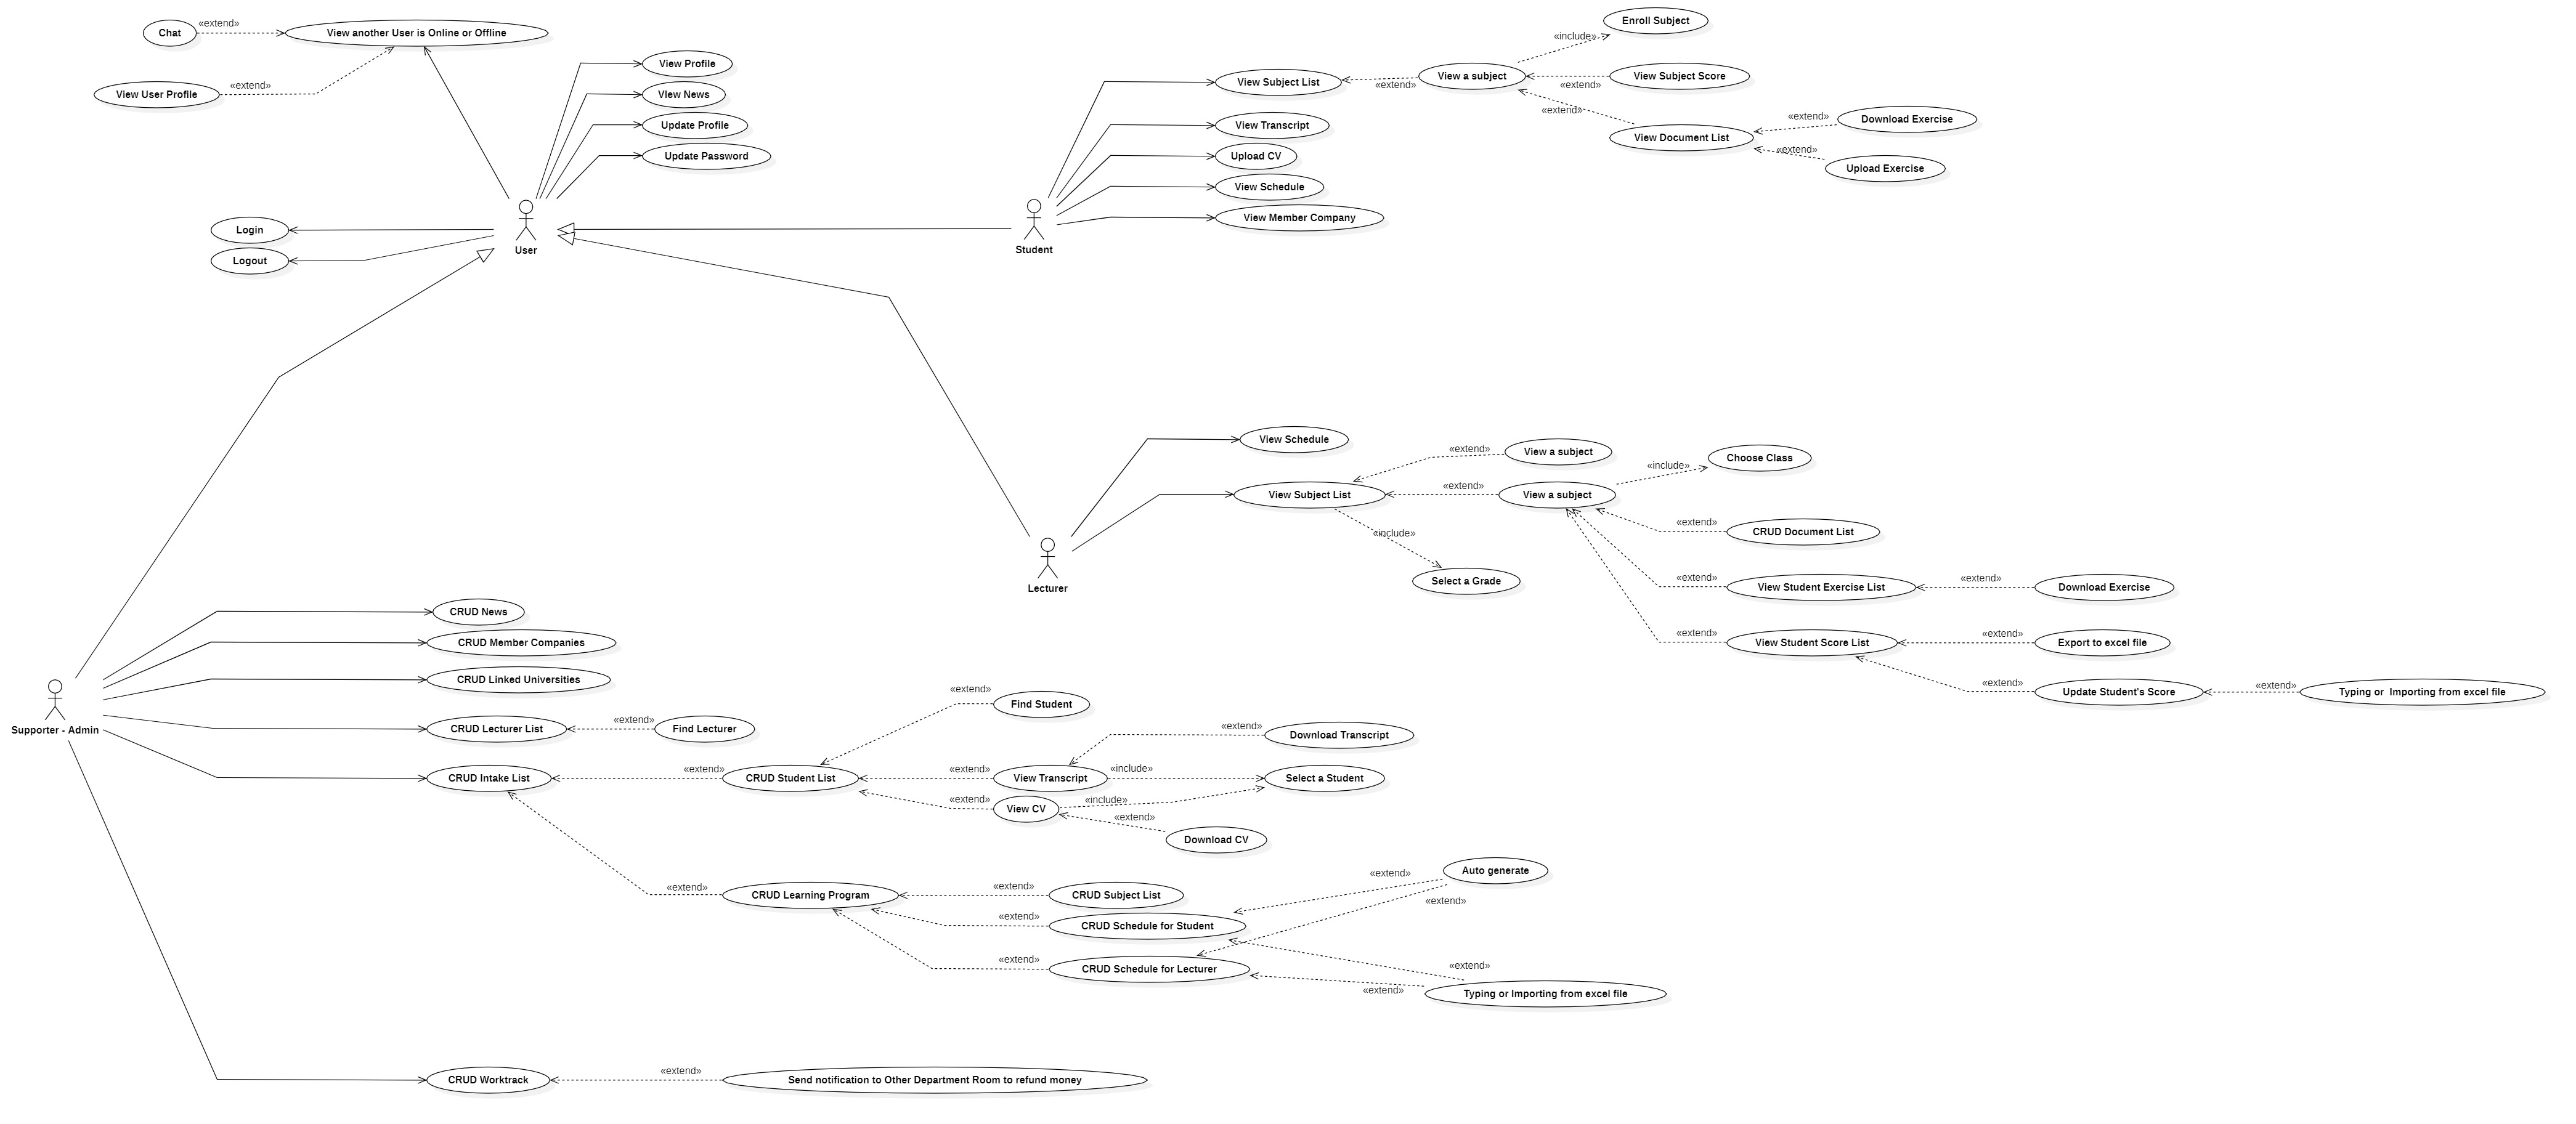 Chat
«extend»
View another User is Online or Offline
View User Profile
«extend»
View Profile
VIew News
Update Profile
Update Password
Login
Logout
User
Student
View Subject List
«extend»
View a subject
«include»
Enroll Subject
«extend»
View Subject Score
«extend»
View Document List
«extend»
Download Exercise
«extend»
Upload Exercise
View Transcript
Upload CV
View Schedule
View Member Company
Lecturer
View Schedule
View Subject List
«extend»
View a subject
«extend»
View a subject
«include»
Select a Grade
«include»
Choose Class
«extend»
CRUD Document List
«extend»
View Student Exercise List
«extend»
Download Exercise
«extend»
View Student Score List
«extend»
Export to excel file
«extend»
Update Student's Score
«extend»
Typing or  Importing from excel file
Supporter - Admin
CRUD News
CRUD Member Companies
CRUD Linked Universities
CRUD Lecturer List
«extend»
Find Lecturer
CRUD Intake List
«extend»
CRUD Student List
«extend»
Find Student
«extend»
View Transcript
«extend»
Download Transcript
«include»
Select a Student
«extend»
View CV
«include»
«extend»
Download CV
«extend»
CRUD Learning Program
«extend»
CRUD Subject List
«extend»
CRUD Schedule for Student
«extend»
CRUD Schedule for Lecturer
«extend»
Auto generate
«extend»
«extend»
«extend»
Typing or Importing from excel file
CRUD Worktrack
«extend»
Send notification to Other Department Room to refund money